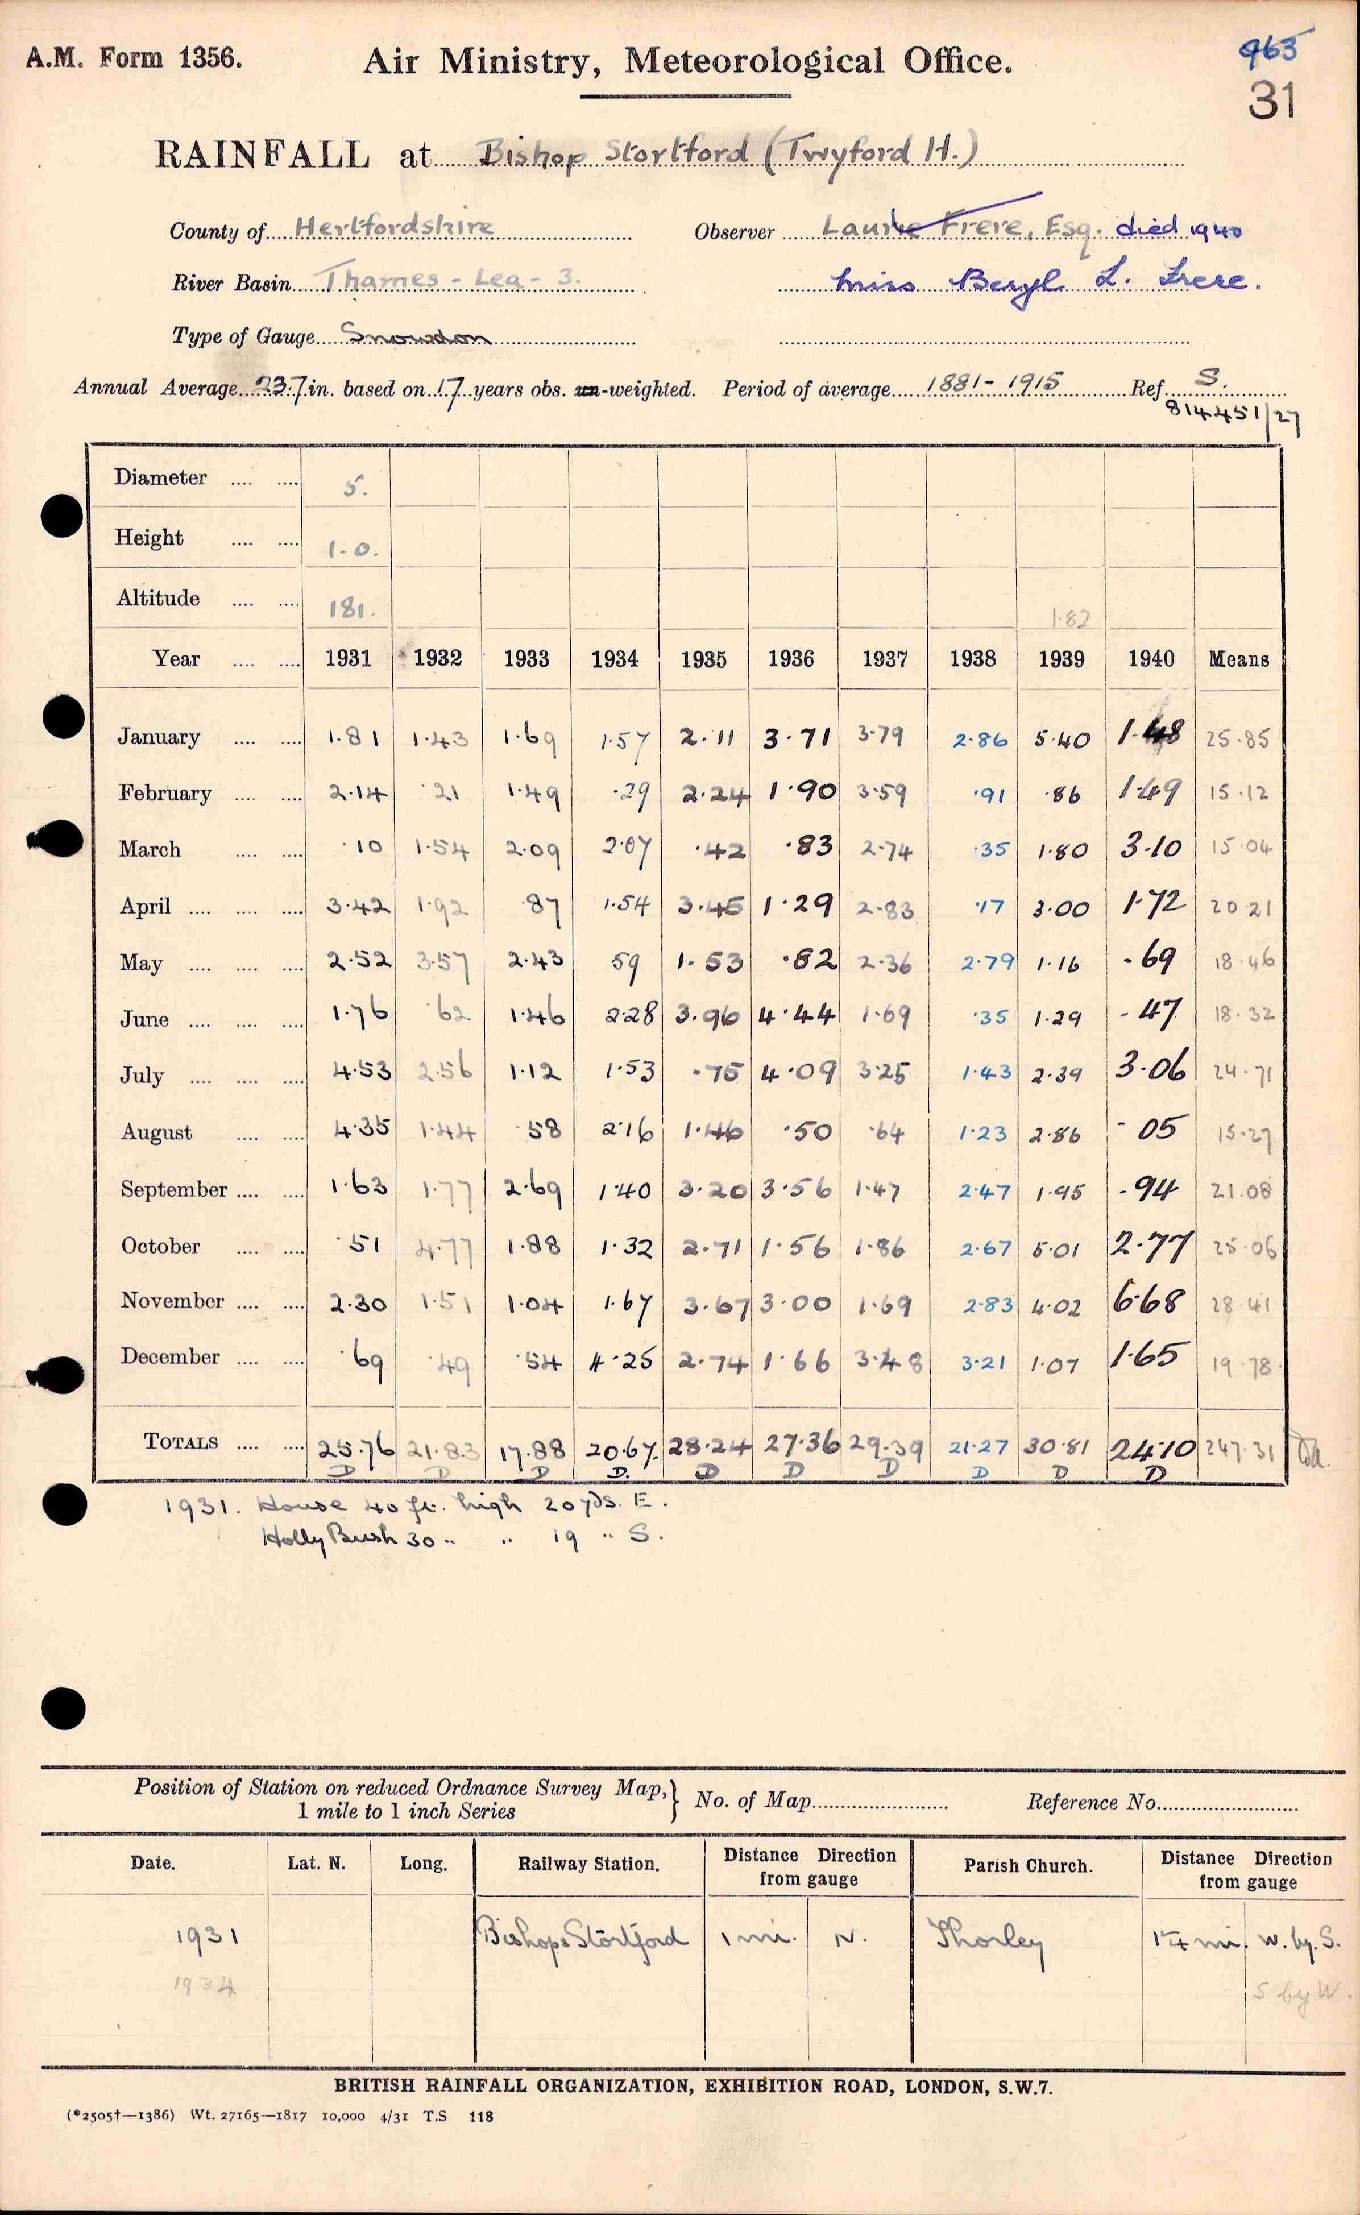 A.M. Form 1356. Air Ministry, Meteorological Office. 965
31
RAINFALL at Bishop Stortford (Twyford H.)
County of Hertfordshire Observer Laurie Frere, Esq. died 1940
River Basin Thames - Lea - 3. Miss Beryl L. Frere.
Type of Gauge Snowdon
Annual Average 23.7 in. based on 17 years obs. un-weighted. Period of average 1881-1915 Ref. S.
814451/27
Diameter 5.
Height 1.0.
Altitude 181. 182
Year 1931 1932 1933 1934 1935 1936 1937 1938 1939 1940 Means
January 1.81 1.43 1.69 1.57 2.11 3.71 3.79 2.86 5.40 1.48 25.85
February 2.14 .21 1.49 .29 2.24 1.90 3.59 .91 .86 1.49 15.12
March .10 1.54 2.09 2.07 .42 .83 2.74 .35 1.80 3.10 15.04
April 3.42 1.92 .87 1.54 3.45 1.29 2.83 .17 3.00 1.72 20.21
May 2.52 3.57 2.43 .59 1.53 .82 2.36 2.79 1.16 .69 18.46
June 1.76 .62 1.46 2.28 3.96 4.44 1.69 .35 1.29 .47 18.32
July 4.53 2.56 1.12 1.53 .75 4.09 3.25 1.43 2.39 3.06 24.71
August 4.35 1.44 .58 2.16 1.46 .50 .64 1.23 2.86 .05 15.27
September 1.63 1.77 2.69 1.40 3.20 3.56 1.47 2.47 1.95 .94 21.08
October .51 4.77 1.88 1.32 2.71 1.56 1.86 2.67 5.01 2.77 25.06
November 2.30 1.51 1.04 1.67 3.67 3.00 1.69 2.83 4.02 6.68 28.41
December .69 .49 .54 4.25 2.74 1.66 3.48 3.21 1.07 1.65 19.78
TOTALS 25.76 21.83 17.88 20.67 28.24 27.36 29.39 21.27 30.81 24.10 247.31
D D D D D D D D D D
1931. House 40 ft. high 20 yds. E.
Holly Bush 30 " " 19 " S.
Position of Station on reduced Ordnance Survey Map, 1 mile to 1 inch Series } No. of Map Reference No.
Date. Lat. N. Long. Railway Station. Distance Direction from gauge Parish Church. Distance Direction from gauge
1931 Bishops Stortford 1 mi. N. Thorley 1¼ mi. W. by. S.
1934 S by W.
BRITISH RAINFALL ORGANIZATION, EXHIBITION ROAD, LONDON, S.W.7.
(*2505†—1386) Wt. 27165—1817 10,000 4/31 T.S 118